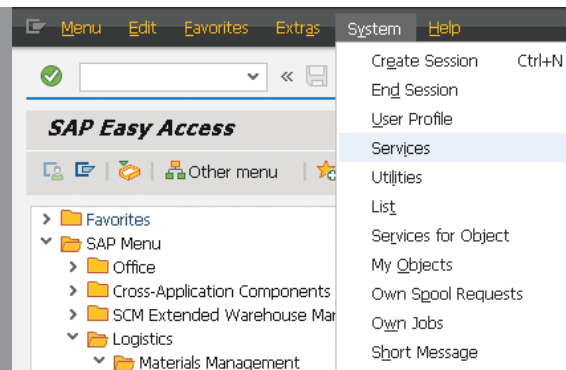 Menu Edit Favorites Extras System Help
Create Session Ctrl+N
End Session
User Profile
Services
Utilities
List
Services for Object
My Objects
Own Spool Requests
Own Jobs
Short Message
SAP Easy Access
Other menu
Favorites
SAP Menu
Office
Cross-Application Components
SCM Extended Warehouse Mar
Logistics
Materials Management